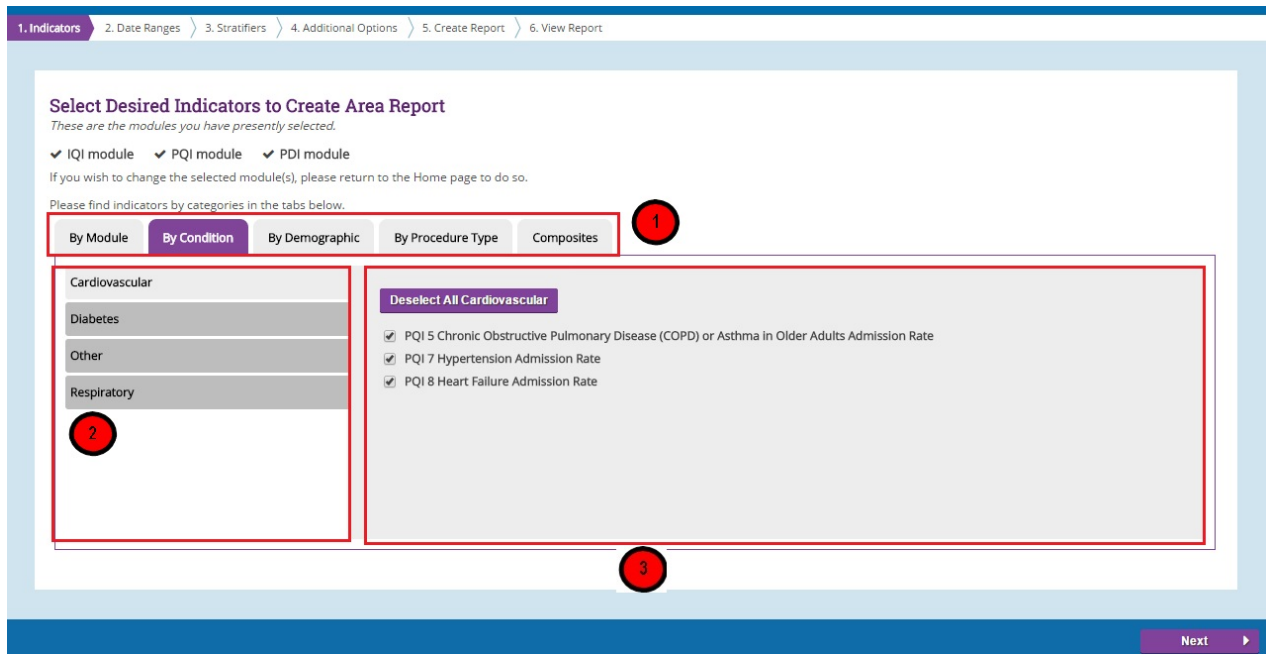 1. Indicators 2. Date Ranges 3. Stratifiers 4. Additional Options 5. Create Report 6. View Report
Select Desired Indicators to Create Area Report
These are the modules you have presently selected.
✔ IQI module ✔ PQI module ✔ PDI module
If you wish to change the selected module(s), please return to the Home page to do so.
Please find indicators by categories in the tabs below.
1
By Module By Condition By Demographic By Procedure Type Composites
Cardiovascular
Diabetes
Other
Respiratory
2
Deselect All Cardiovascular
PQI 5 Chronic Obstructive Pulmonary Disease (COPD) or Asthma in Older Adults Admission Rate
PQI 7 Hypertension Admission Rate
PQI 8 Heart Failure Admission Rate
3
Next